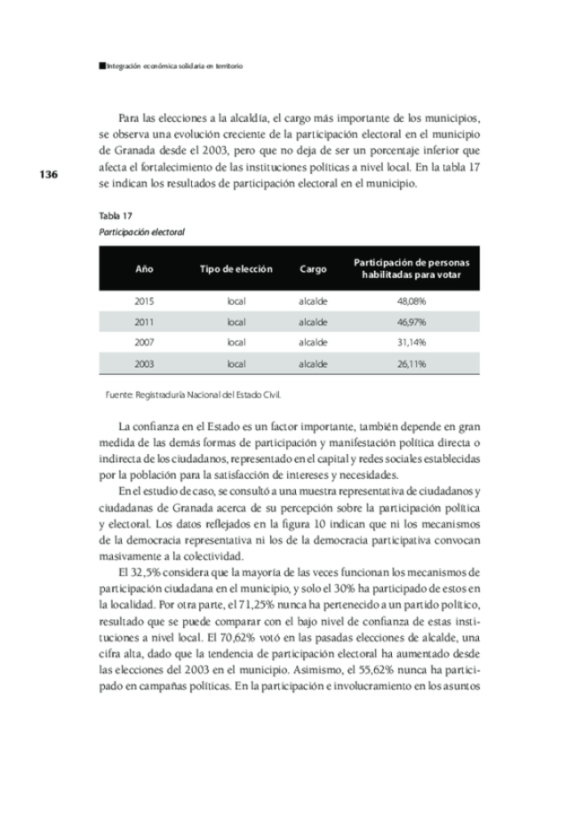 Integración económica solidaria en territorio
Para las elecciones a la alcaldía, el cargo más importante de los municipios,
se observa una evolución creciente de la participación electoral en el municipio
de Granada desde el 2003, pero que no deja de ser un porcentaje inferior que
afecta el fortalecimiento de las instituciones políticas a nivel local. En la tabla 17
se indican los resultados de participación electoral en el municipio.
136
Tabla 17
Participación electoral
Año Tipo de elección Cargo Participación de personas habilitadas para votar
2015 local alcalde 48,08%
2011 local alcalde 46,97%
2007 local alcalde 31,14%
2003 local alcalde 26,11%
Fuente: Registraduría Nacional del Estado Civil.
La confianza en el Estado es un factor importante, también depende en gran
medida de las demás formas de participación y manifestación política directa o
indirecta de los ciudadanos, representado en el capital y redes sociales establecidas
por la población para la satisfacción de intereses y necesidades.
En el estudio de caso, se consultó a una muestra representativa de ciudadanos y
ciudadanas de Granada acerca de su percepción sobre la participación política
y electoral. Los datos reflejados en la figura 10 indican que ni los mecanismos
de la democracia representativa ni los de la democracia participativa convocan
masivamente a la colectividad.
El 32,5% considera que la mayoría de las veces funcionan los mecanismos de
participación ciudadana en el municipio, y solo el 30% ha participado de estos en
la localidad. Por otra parte, el 71,25% nunca ha pertenecido a un partido político,
resultado que se puede comparar con el bajo nivel de confianza de estas insti-
tuciones a nivel local. El 70,62% votó en las pasadas elecciones de alcalde, una
cifra alta, dado que la tendencia de participación electoral ha aumentado desde
las elecciones del 2003 en el municipio. Asimismo, el 55,62% nunca ha partici-
pado en campañas políticas. En la participación e involucramiento en los asuntos